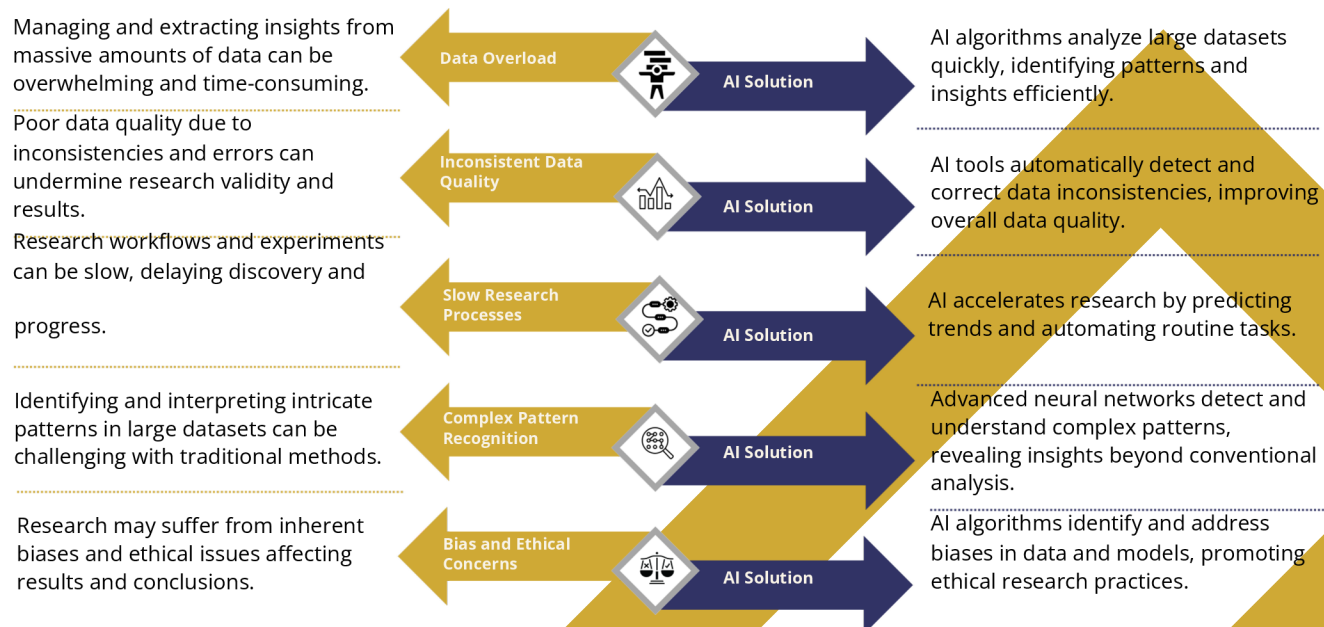 Managing and extracting insights from
massive amounts of data can be
overwhelming and time-consuming.
Data Overload
AI Solution
AI algorithms analyze large datasets
quickly, identifying patterns and
insights efficiently.
Poor data quality due to
inconsistencies and errors can
undermine research validity and
results.
Inconsistent Data
Quality
AI Solution
AI tools automatically detect and
correct data inconsistencies, improving
overall data quality.
Research workflows and experiments
can be slow, delaying discovery and
progress.
Slow Research
Processes
AI Solution
AI accelerates research by predicting
trends and automating routine tasks.
Identifying and interpreting intricate
patterns in large datasets can be
challenging with traditional methods.
Complex Pattern
Recognition
AI Solution
Advanced neural networks detect and
understand complex patterns,
revealing insights beyond conventional
analysis.
Research may suffer from inherent
biases and ethical issues affecting
results and conclusions.
Bias and Ethical
Concerns
AI Solution
AI algorithms identify and address
biases in data and models, promoting
ethical research practices.